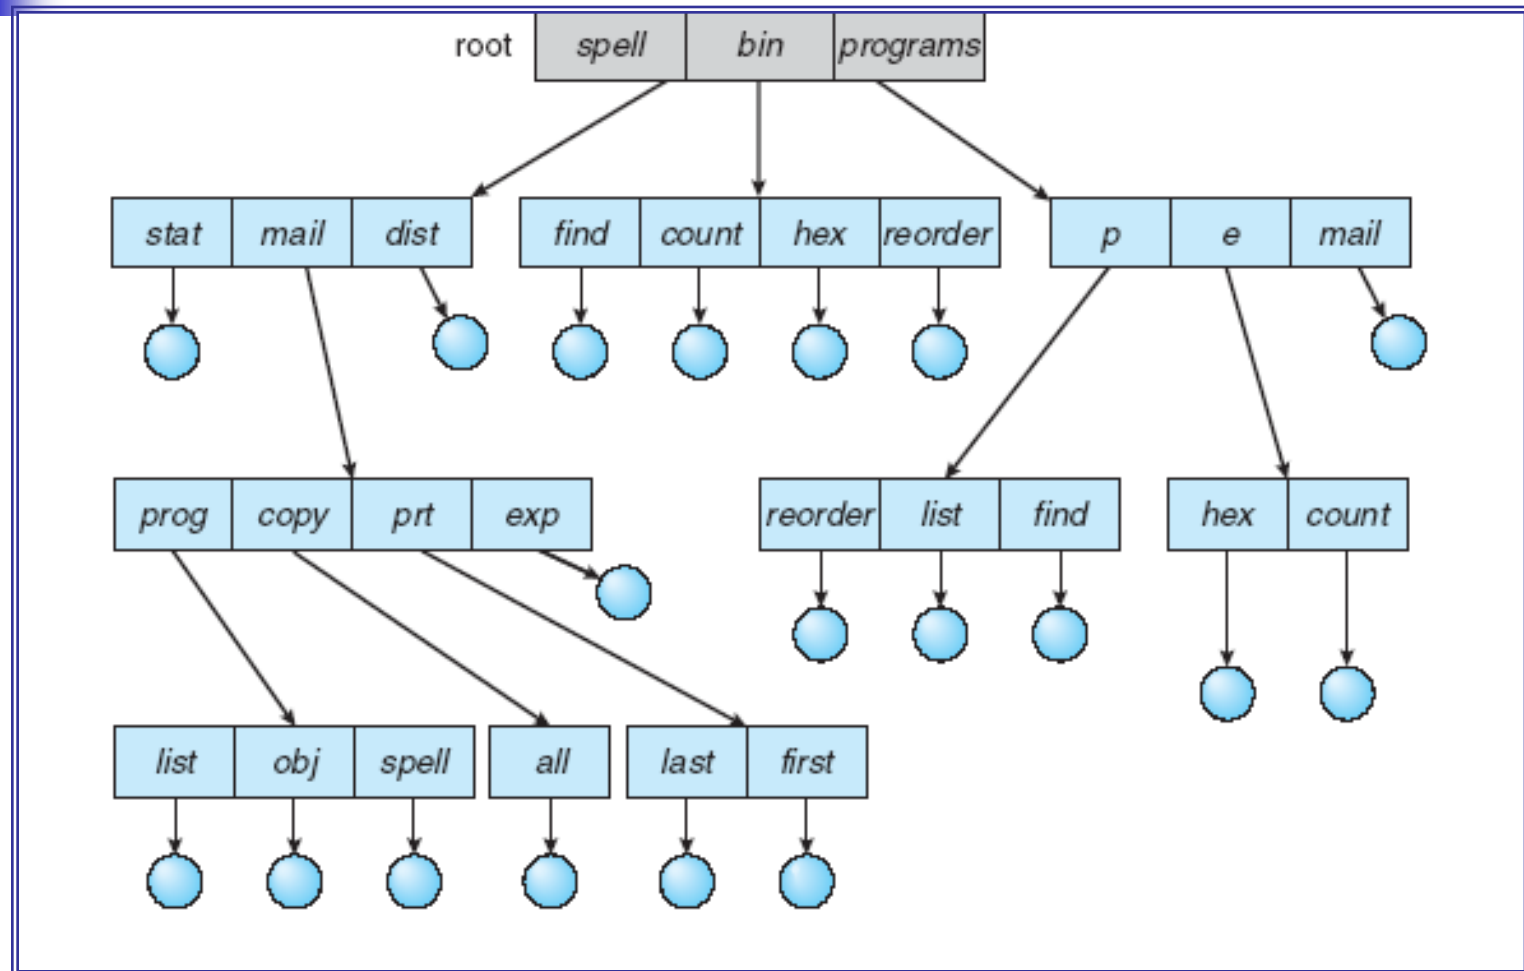 root spell bin programs
stat mail dist find count hex reorder p e mail
prog copy prt exp reorder list find hex count
list obj spell all last first